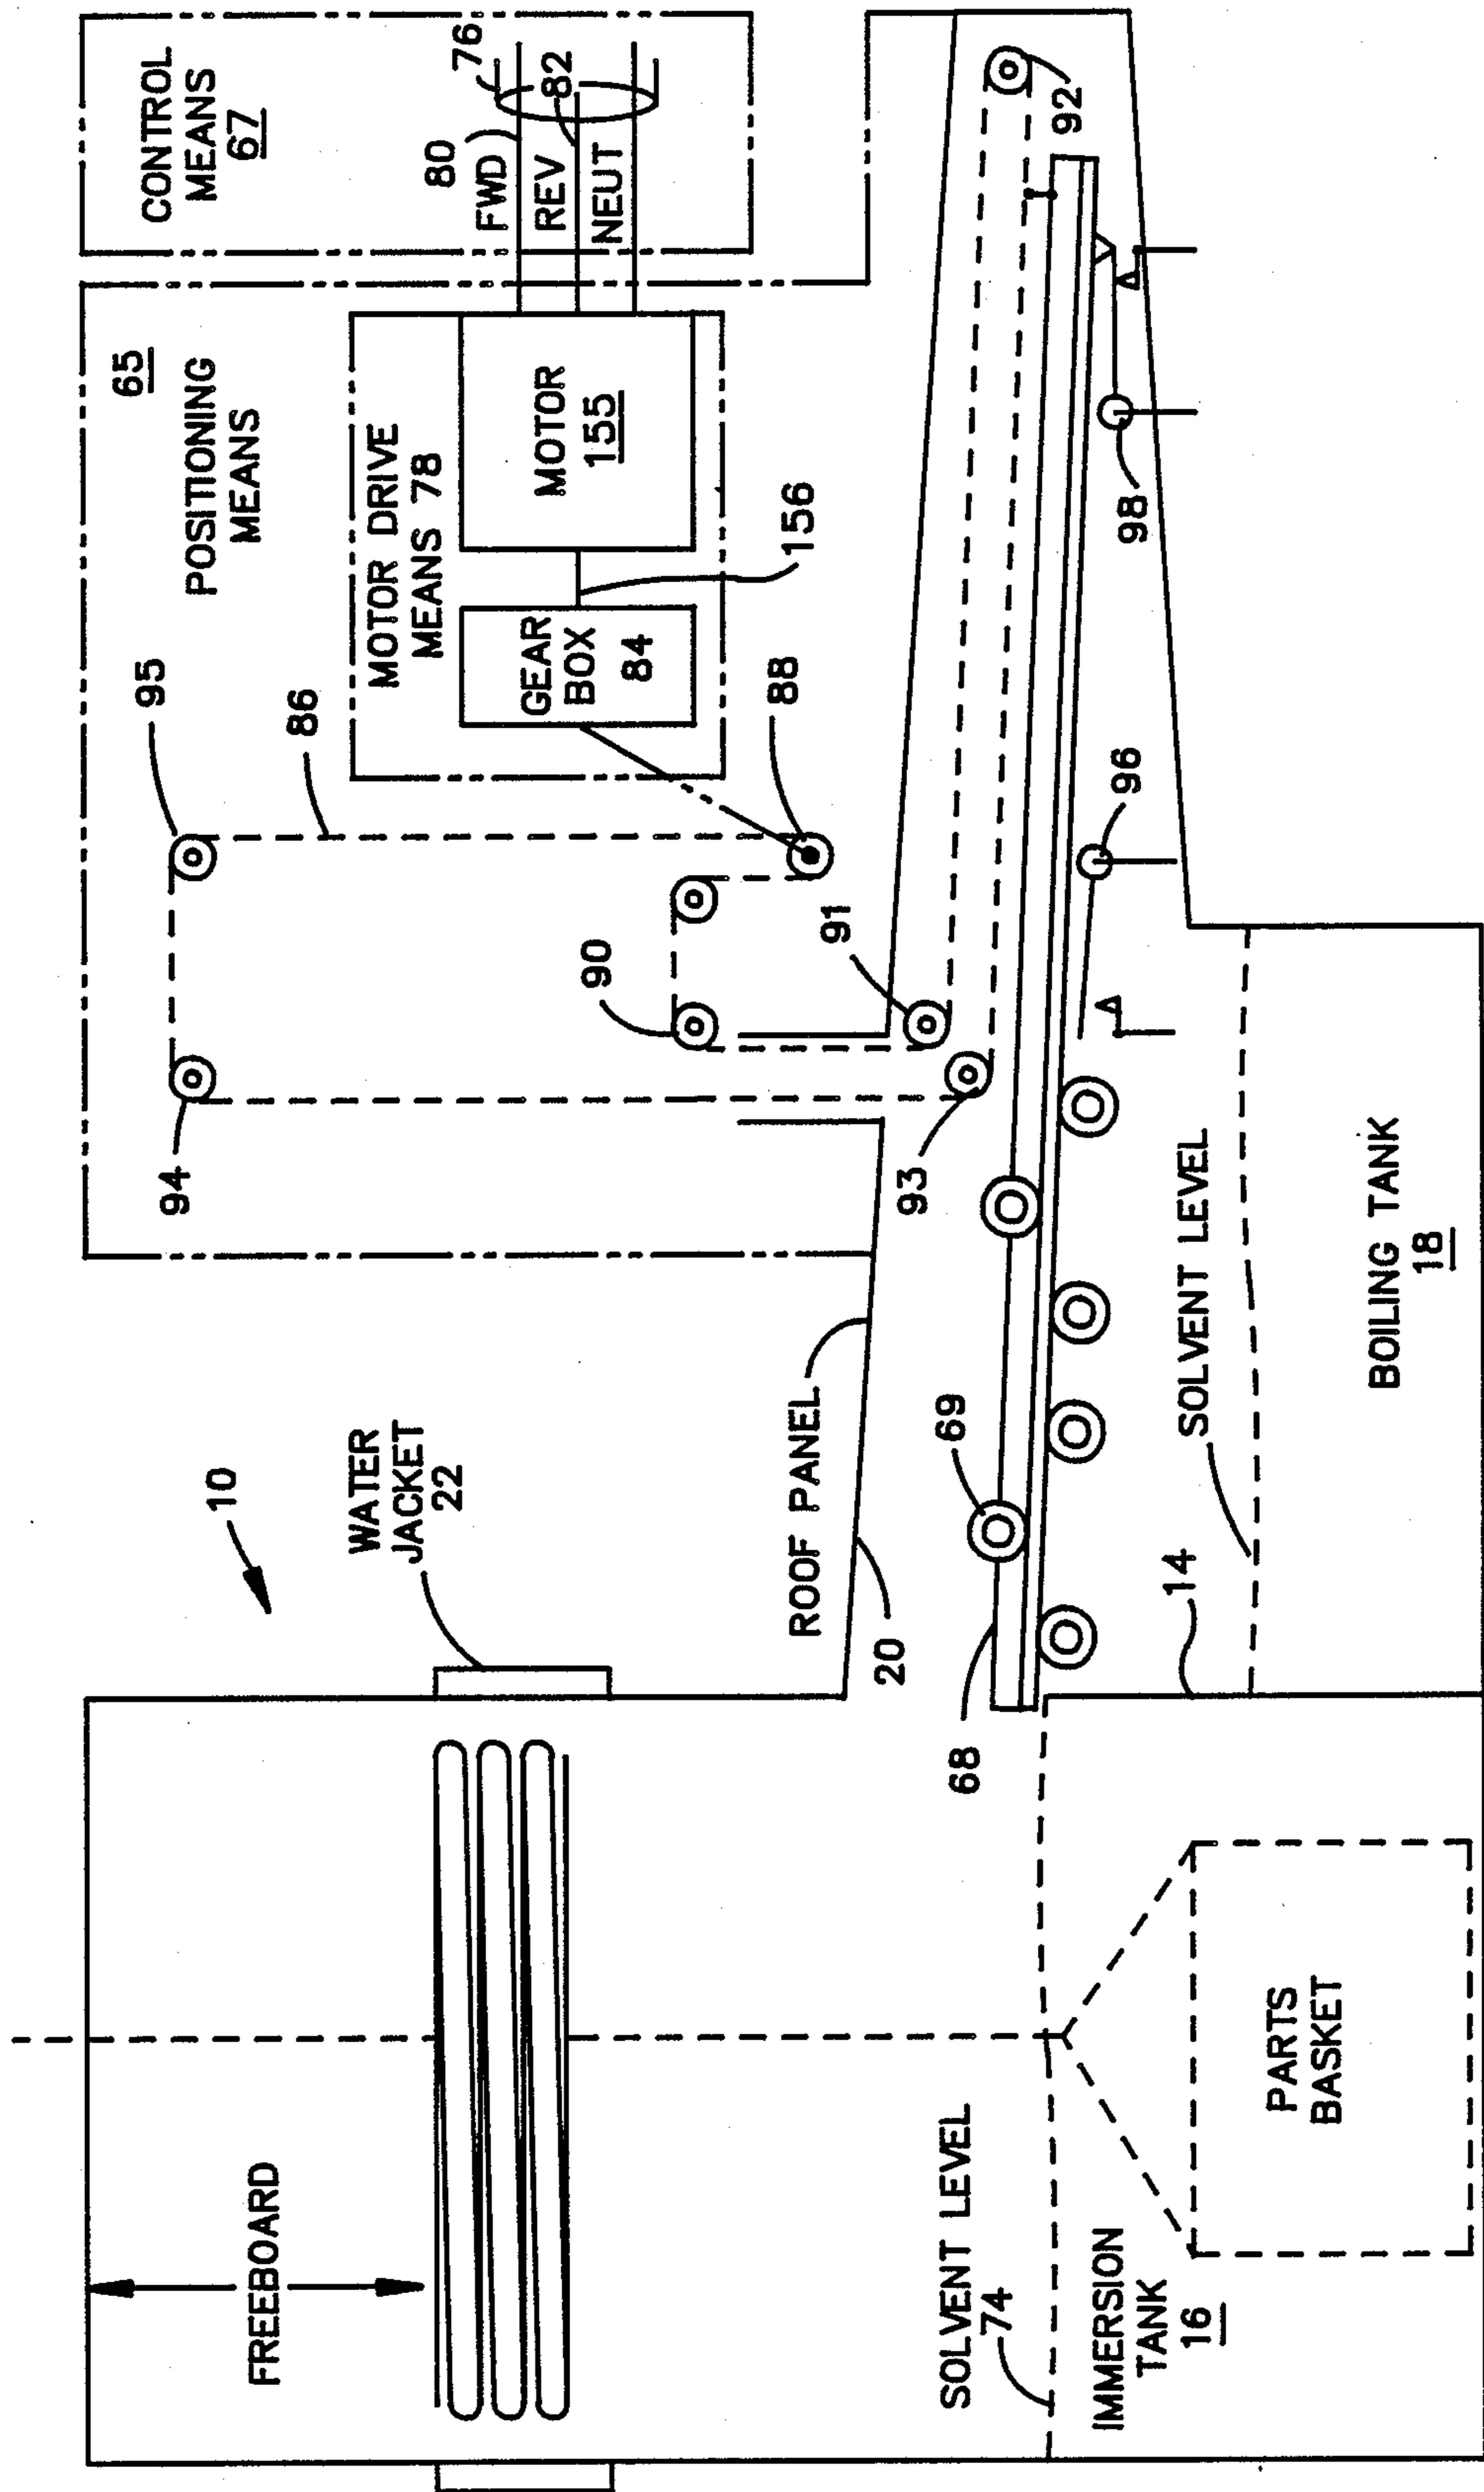 10
FREEBOARD
WATER
JACKET
22
95
94
86
65
POSITIONING
MEANS
MOTOR DRIVE
MEANS 78
GEAR
BOX
84
MOTOR
155
156
88
90
91
93
CONTROL
MEANS
67
76
80
FWD
82
REV
NEUT
92
ROOF PANEL
20
69
68
96
98
SOLVENT LEVEL
74
IMMERSION
TANK
16
PARTS
BASKET
14
SOLVENT LEVEL
BOILING TANK
18